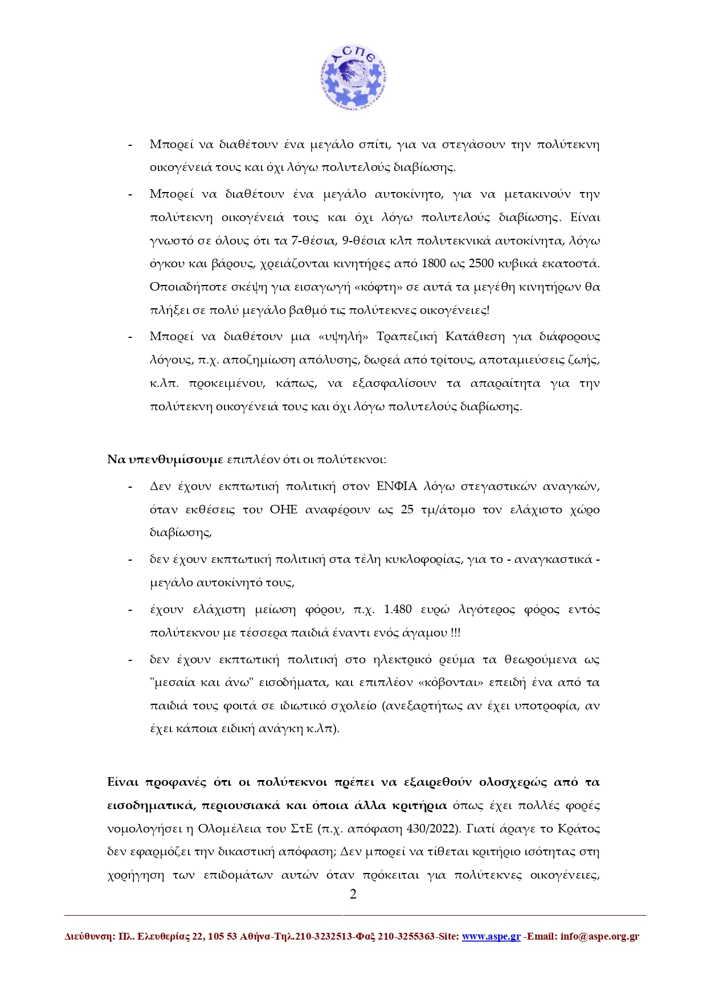 ΑΣΠΕ
ΑΝΩΤΑΤΗ ΣΥΝΟΜΟΣΠΟΝΔΙΑ ΠΟΛΥΤΕΚΝΩΝ ΕΛΛΑΔΟΣ
- Μπορεί να διαθέτουν ένα μεγάλο σπίτι, για να στεγάσουν την πολύτεκνη
οικογένειά τους και όχι λόγω πολυτελούς διαβίωσης.
- Μπορεί να διαθέτουν ένα μεγάλο αυτοκίνητο, για να μετακινούν την
πολύτεκνη οικογένειά τους και όχι λόγω πολυτελούς διαβίωσης. Είναι
γνωστό σε όλους ότι τα 7-θέσια, 9-θέσια κλπ πολυτεκνικά αυτοκίνητα, λόγω
όγκου και βάρους, χρειάζονται κινητήρες από 1800 ως 2500 κυβικά εκατοστά.
Οποιαδήποτε σκέψη για εισαγωγή «κόφτη» σε αυτά τα μεγέθη κινητήρων θα
πλήξει σε πολύ μεγάλο βαθμό τις πολύτεκνες οικογένειες!
- Μπορεί να διαθέτουν μια «υψηλή» Τραπεζική Κατάθεση για διάφορους
λόγους, π.χ. αποζημίωση απόλυσης, δωρεά από τρίτους, αποταμιεύσεις ζωής,
κ.λπ. προκειμένου, κάπως, να εξασφαλίσουν τα απαραίτητα για την
πολύτεκνη οικογένειά τους και όχι λόγω πολυτελούς διαβίωσης.
Να υπενθυμίσουμε επιπλέον ότι οι πολύτεκνοι:
- Δεν έχουν εκπτωτική πολιτική στον ΕΝΦΙΑ λόγω στεγαστικών αναγκών,
όταν εκθέσεις του ΟΗΕ αναφέρουν ως 25 τμ/άτομο τον ελάχιστο χώρο
διαβίωσης,
- δεν έχουν εκπτωτική πολιτική στα τέλη κυκλοφορίας, για το - αναγκαστικά -
μεγάλο αυτοκίνητό τους,
- έχουν ελάχιστη μείωση φόρου, π.χ. 1.480 ευρώ λιγότερος φόρος εντός
πολύτεκνου με τέσσερα παιδιά έναντι ενός άγαμου !!!
- δεν έχουν εκπτωτική πολιτική στο ηλεκτρικό ρεύμα τα θεωρούμενα ως
"μεσαία και άνω" εισοδήματα, και επιπλέον «κόβονται» επειδή ένα από τα
παιδιά τους φοιτά σε ιδιωτικό σχολείο (ανεξαρτήτως αν έχει υποτροφία, αν
έχει κάποια ειδική ανάγκη κ.λπ).
Είναι προφανές ότι οι πολύτεκνοι πρέπει να εξαιρεθούν ολοσχερώς από τα
εισοδηματικά, περιουσιακά και όποια άλλα κριτήρια όπως έχει πολλές φορές
νομολογήσει η Ολομέλεια του ΣτΕ (π.χ. απόφαση 430/2022). Γιατί άραγε το Κράτος
δεν εφαρμόζει την δικαστική απόφαση; Δεν μπορεί να τίθεται κριτήριο ισότητας στη
χορήγηση των επιδομάτων αυτών όταν πρόκειται για πολύτεκνες οικογένειες,
2
Διεύθυνση: Πλ. Ελευθερίας 22, 105 53 Αθήνα-Τηλ.210-3232513-Φαξ 210-3255363-Site: www.aspe.gr -Email: info@aspe.org.gr